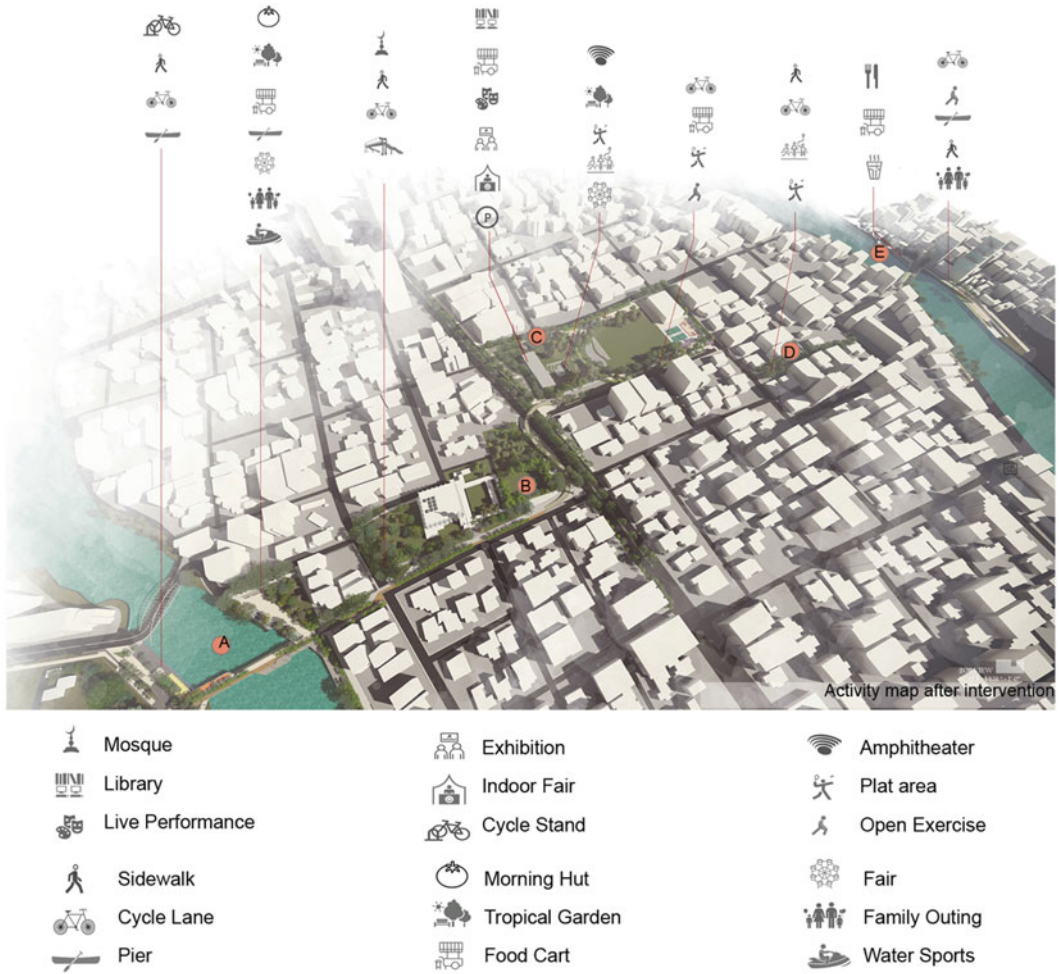 P
E
C
D
B
A
Activity map after intervention
Mosque
Exhibition
Amphitheater
Library
Indoor Fair
Plat area
Live Performance
Cycle Stand
Open Exercise
Sidewalk
Morning Hut
Fair
Cycle Lane
Tropical Garden
Family Outing
Pier
Food Cart
Water Sports